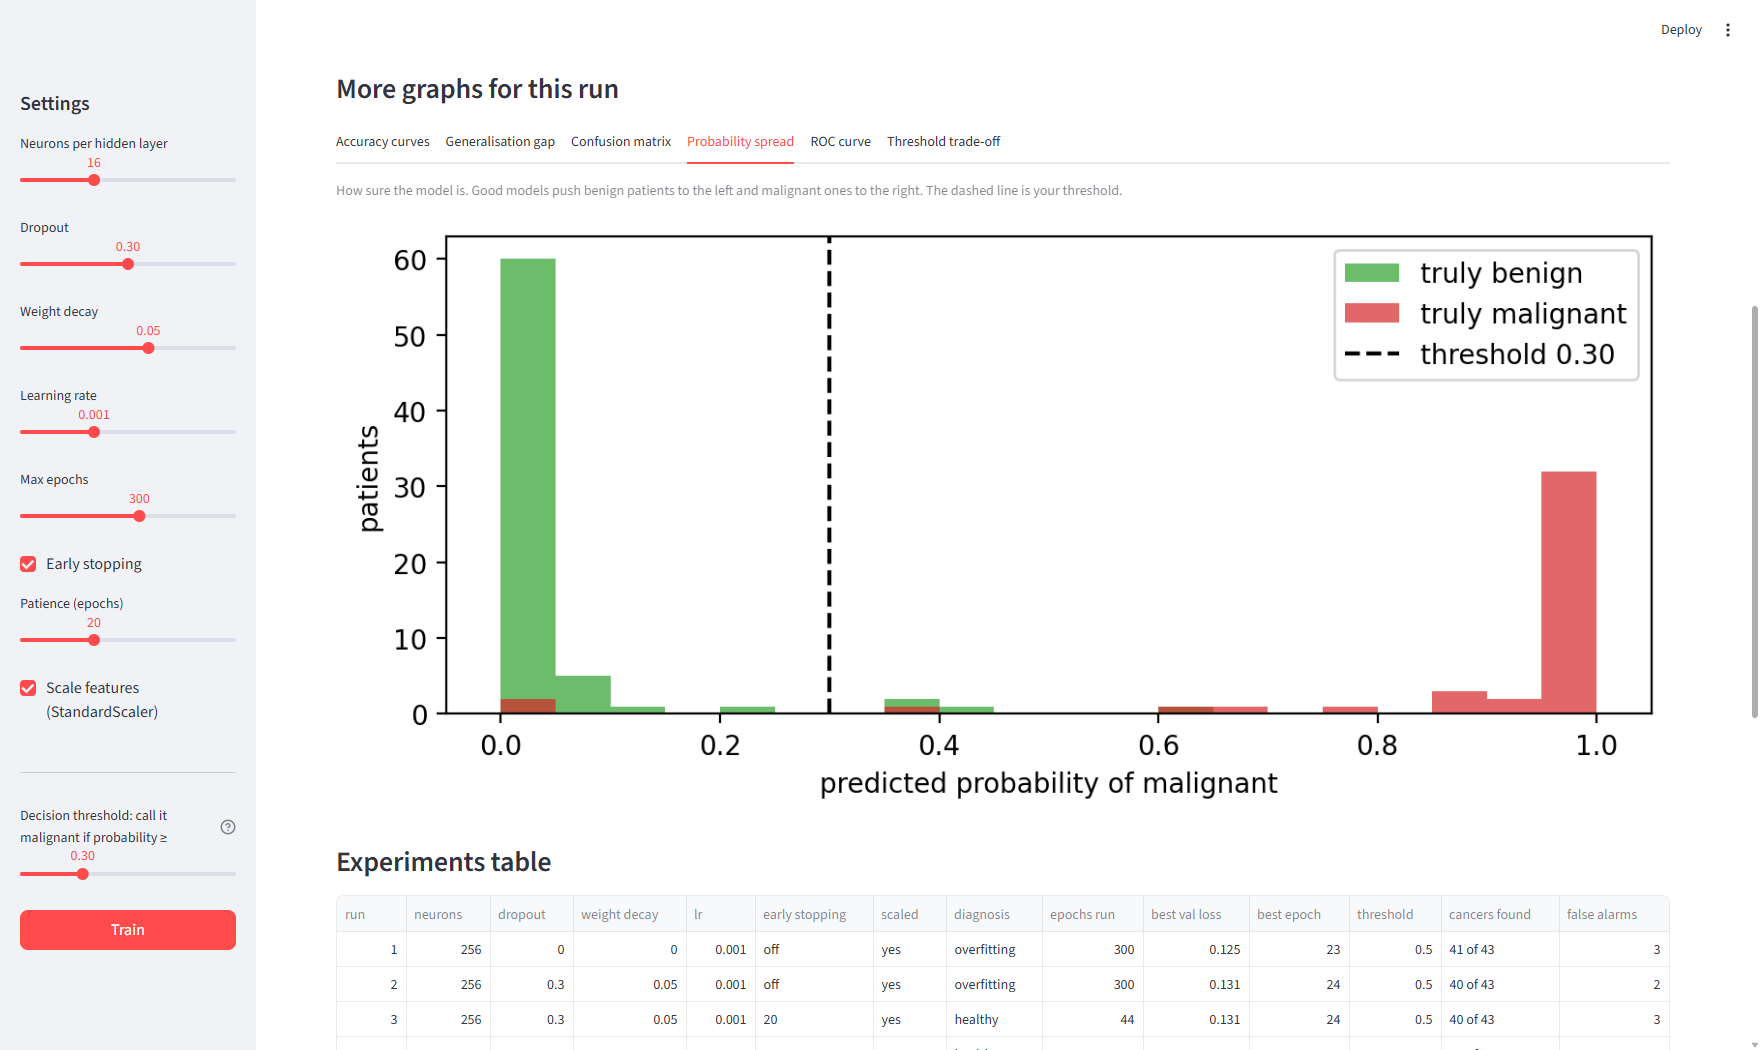 Deploy
Settings
Neurons per hidden layer
16
Dropout
0.30
Weight decay
0.05
Learning rate
0.001
Max epochs
300
Early stopping
Patience (epochs)
20
Scale features
(StandardScaler)
Decision threshold: call it
malignant if probability ≥
0.30
Train
More graphs for this run
Accuracy curves Generalisation gap Confusion matrix Probability spread ROC curve Threshold trade-off
How sure the model is. Good models push benign patients to the left and malignant ones to the right. The dashed line is your threshold.
truly benign
truly malignant
threshold 0.30
patients
60
50
40
30
20
10
0
0.0 0.2 0.4 0.6 0.8 1.0
predicted probability of malignant
Experiments table
run neurons dropout weight decay lr early stopping scaled diagnosis epochs run best val loss best epoch threshold cancers found false alarms
1 256 0 0 0.001 off yes overfitting 300 0.125 23 0.5 41 of 43 3
2 256 0.3 0.05 0.001 off yes overfitting 300 0.131 24 0.5 40 of 43 2
3 256 0.3 0.05 0.001 20 yes healthy 44 0.131 24 0.5 40 of 43 3